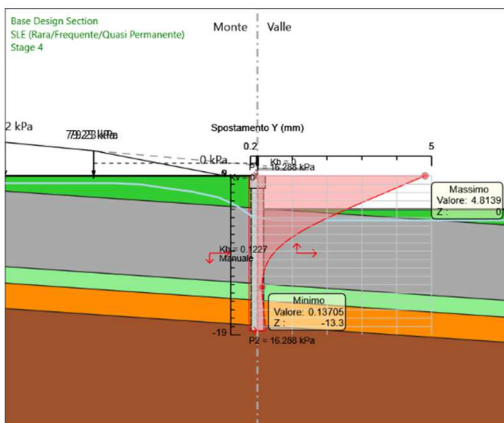 Base Design Section
SLE (Rara/Frequente/Quasi Permanente)
Stage 4
Monte
Valle
2 kPa
Spostamento Y (mm)
0.2
5
0 kPa
Kh = 0
P1 = 16.288 kPa
Massimo
Valore: 4.8139
Z : 0
Kh = 0.1227
Manuale
Minimo
Valore: 0.13705
Z : -13.3
-19
P2 = 16.288 kPa